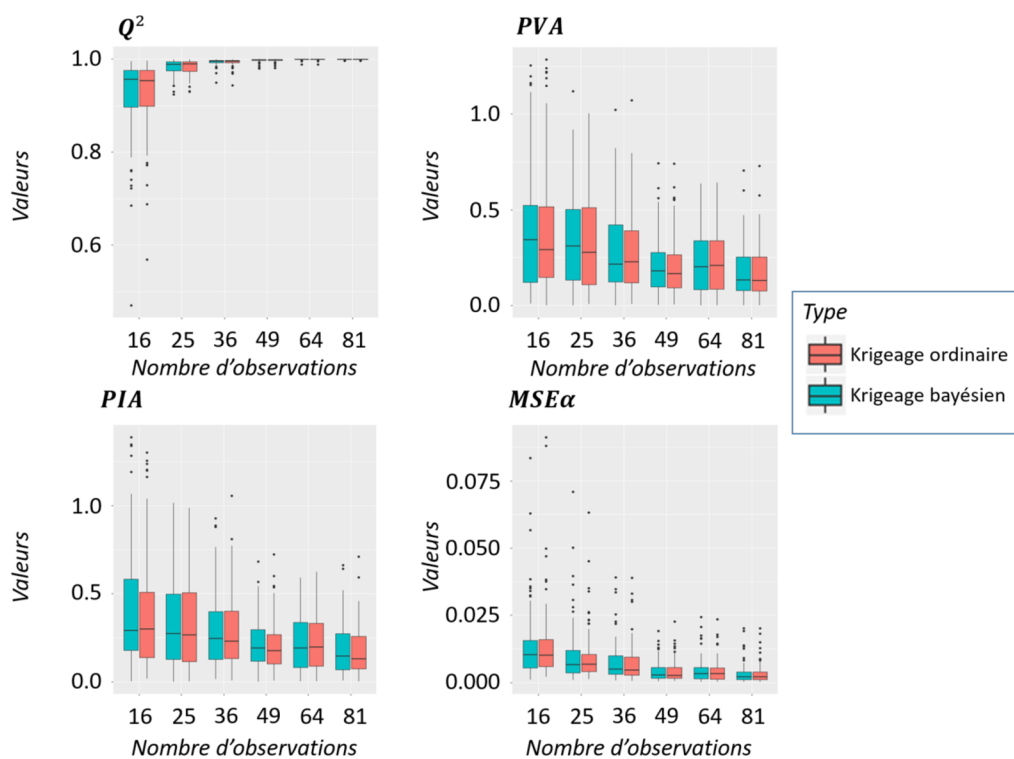 Q²
Valeurs
1.0
0.8
0.6
16 25 36 49 64 81
Nombre d'observations
PVA
Valeurs
1.0
0.5
0.0
16 25 36 49 64 81
Nombre d'observations
Type
Krigeage ordinaire
Krigeage bayésien
PIA
Valeurs
1.0
0.5
0.0
16 25 36 49 64 81
Nombre d'observations
MSEα
Valeurs
0.075
0.050
0.025
0.000
16 25 36 49 64 81
Nombre d'observations